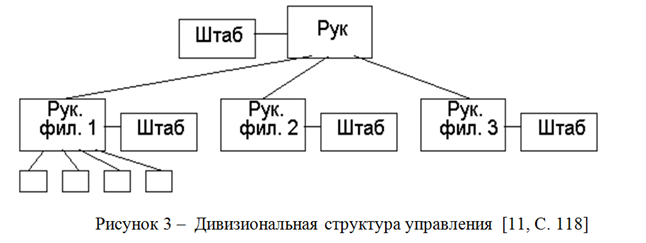 Штаб
Рук
Рук.
фил. 1
Штаб
Рук.
фил. 2
Штаб
Рук.
фил. 3
Штаб
Рисунок 3 – Дивизиональная структура управления [11, С. 118]